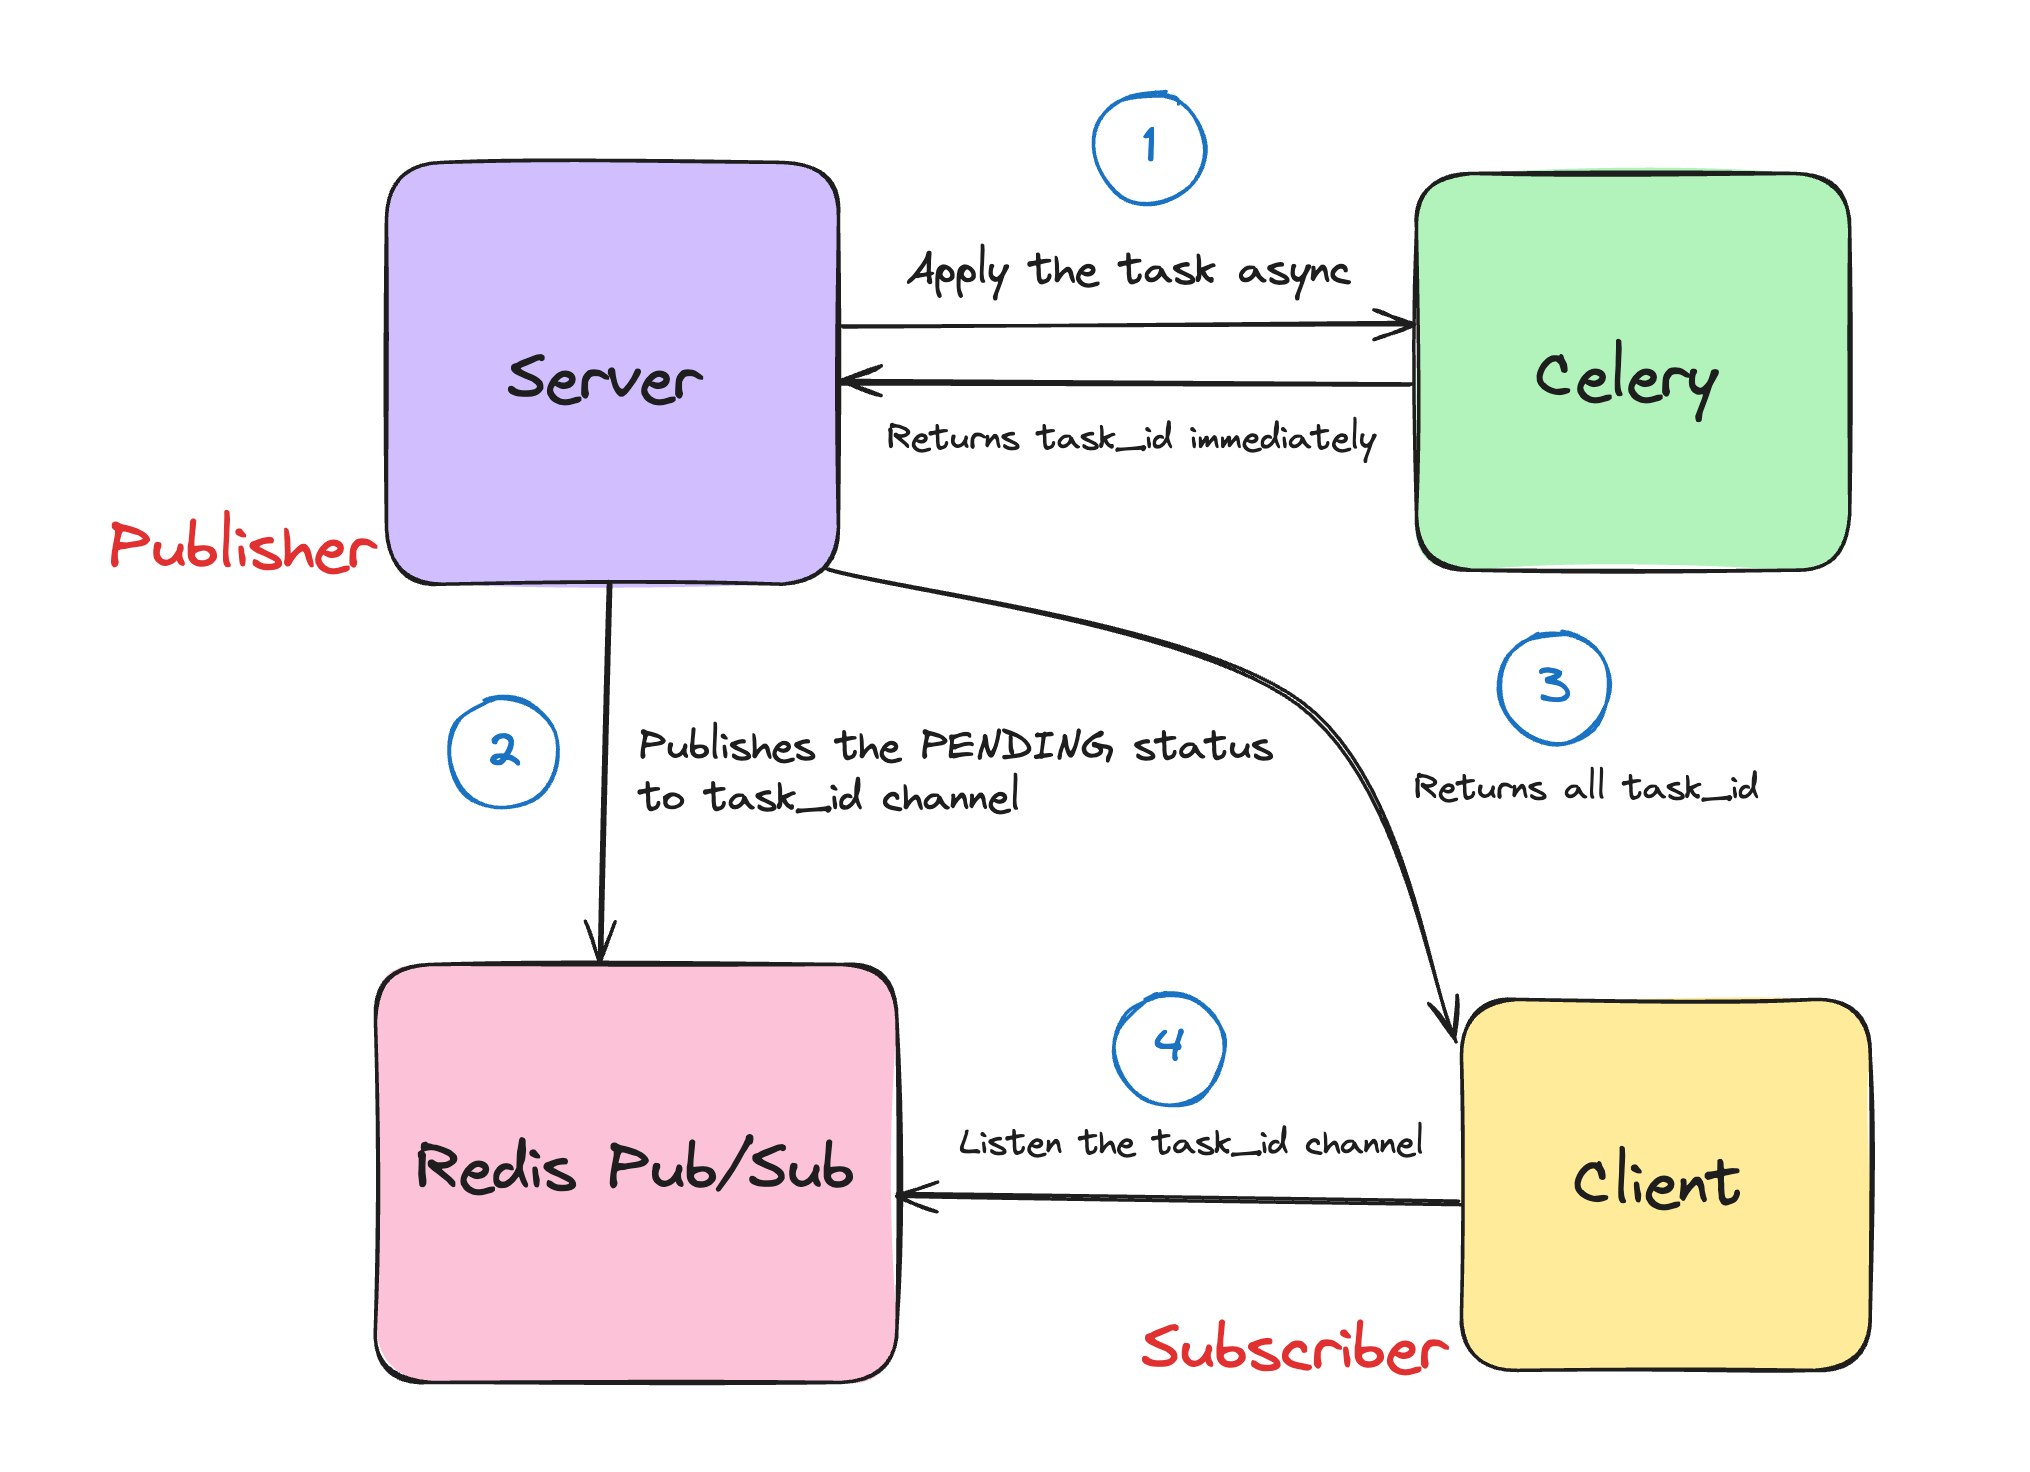 1
Apply the task async
Server
Celery
Returns task_id immediately
Publisher
3
2
Publishes the PENDING status
to task_id channel
Returns all task_id
4
Listen the task_id channel
Redis Pub/Sub
Client
Subscriber